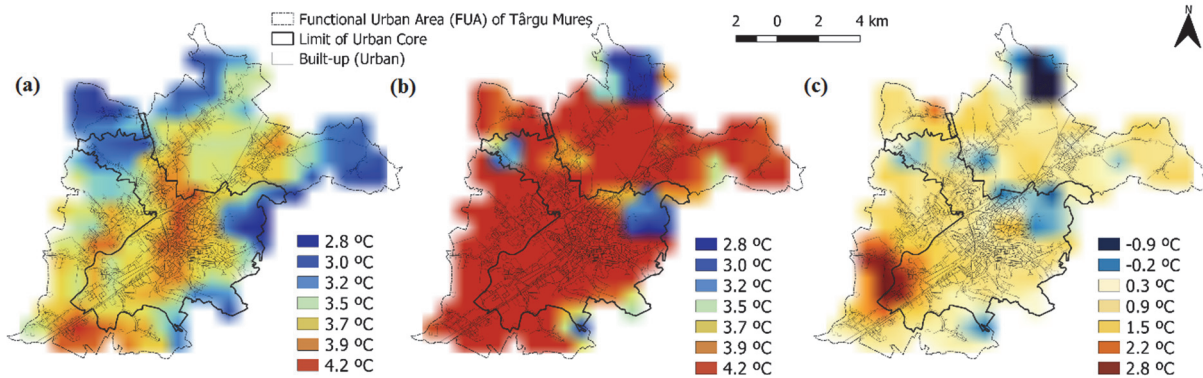 Functional Urban Area (FUA) of Târgu Mureș
Limit of Urban Core
Built-up (Urban)
2 0 2 4 km
N
(a)
(b)
(c)
2.8 ºC
3.0 ºC
3.2 ºC
3.5 ºC
3.7 ºC
3.9 ºC
4.2 ºC
2.8 ºC
3.0 ºC
3.2 ºC
3.5 ºC
3.7 ºC
3.9 ºC
4.2 ºC
-0.9 ºC
-0.2 ºC
0.3 ºC
0.9 ºC
1.5 ºC
2.2 ºC
2.8 ºC